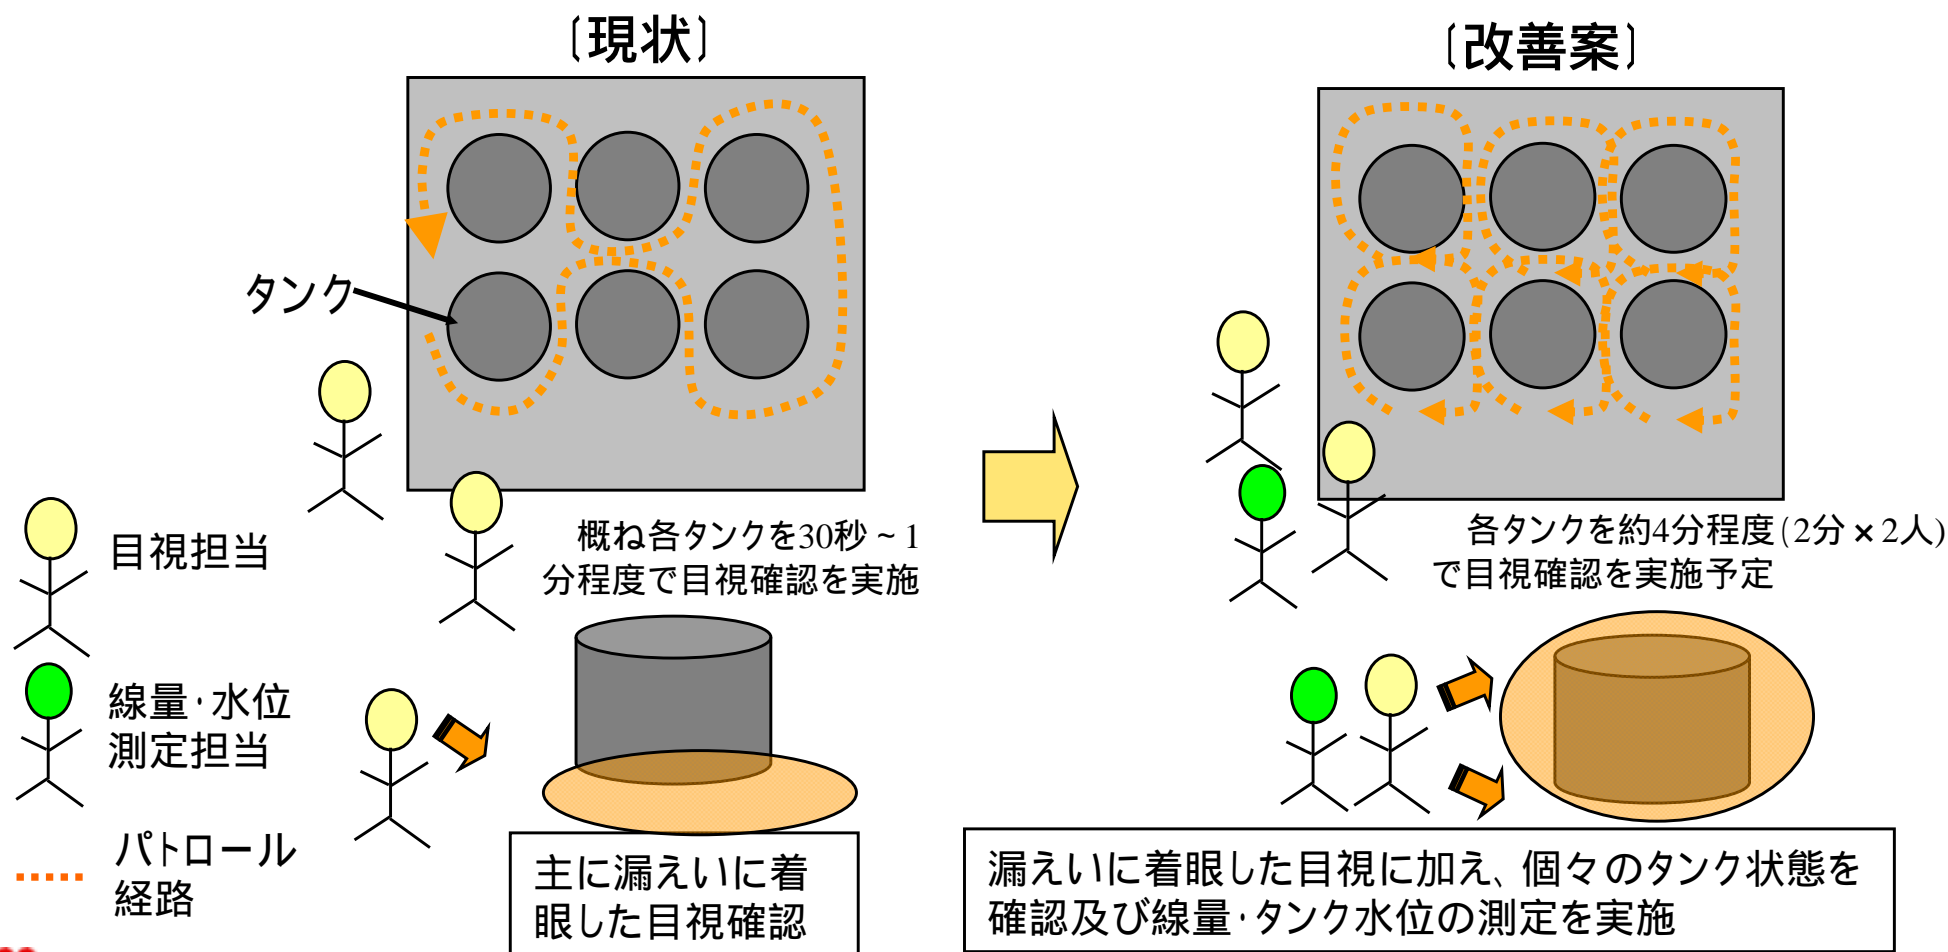 〔現状〕
タンク
概ね各タンクを30秒～1
分程度で目視確認を実施
主に漏えいに着
眼した目視確認
目視担当
線量・水位
測定担当
パトロール
経路
〔改善案〕
各タンクを約4分程度(2分×2人)
で目視確認を実施予定
漏えいに着眼した目視に加え、個々のタンク状態を
確認及び線量・タンク水位の測定を実施